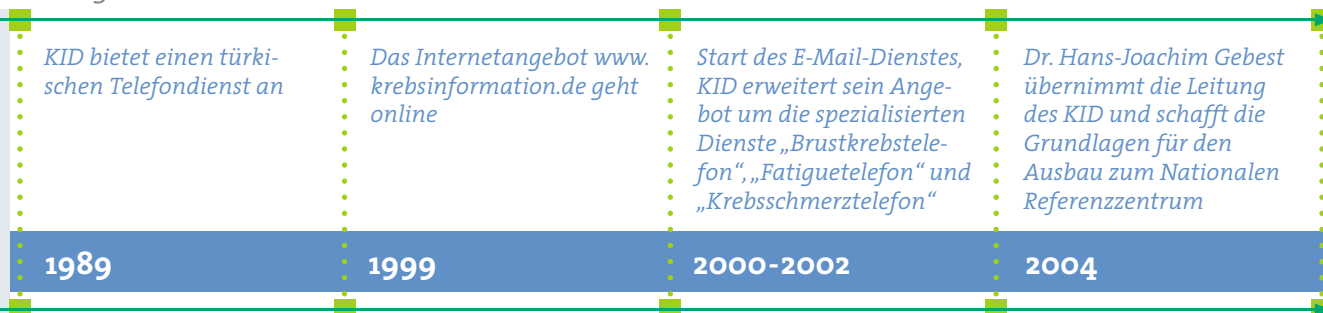 KID bietet einen türki-
schen Telefondienst an
1989
Das Internetangebot www.
krebsinformation.de geht
online
1999
Start des E-Mail-Dienstes,
KID erweitert sein Ange-
bot um die spezialisierten
Dienste „Brustkrebstele-
fon“, „Fatiguetelefon“ und
„Krebsschmerztelefon“
2000-2002
Dr. Hans-Joachim Gebest
übernimmt die Leitung
des KID und schafft die
Grundlagen für den
Ausbau zum Nationalen
Referenzzentrum
2004